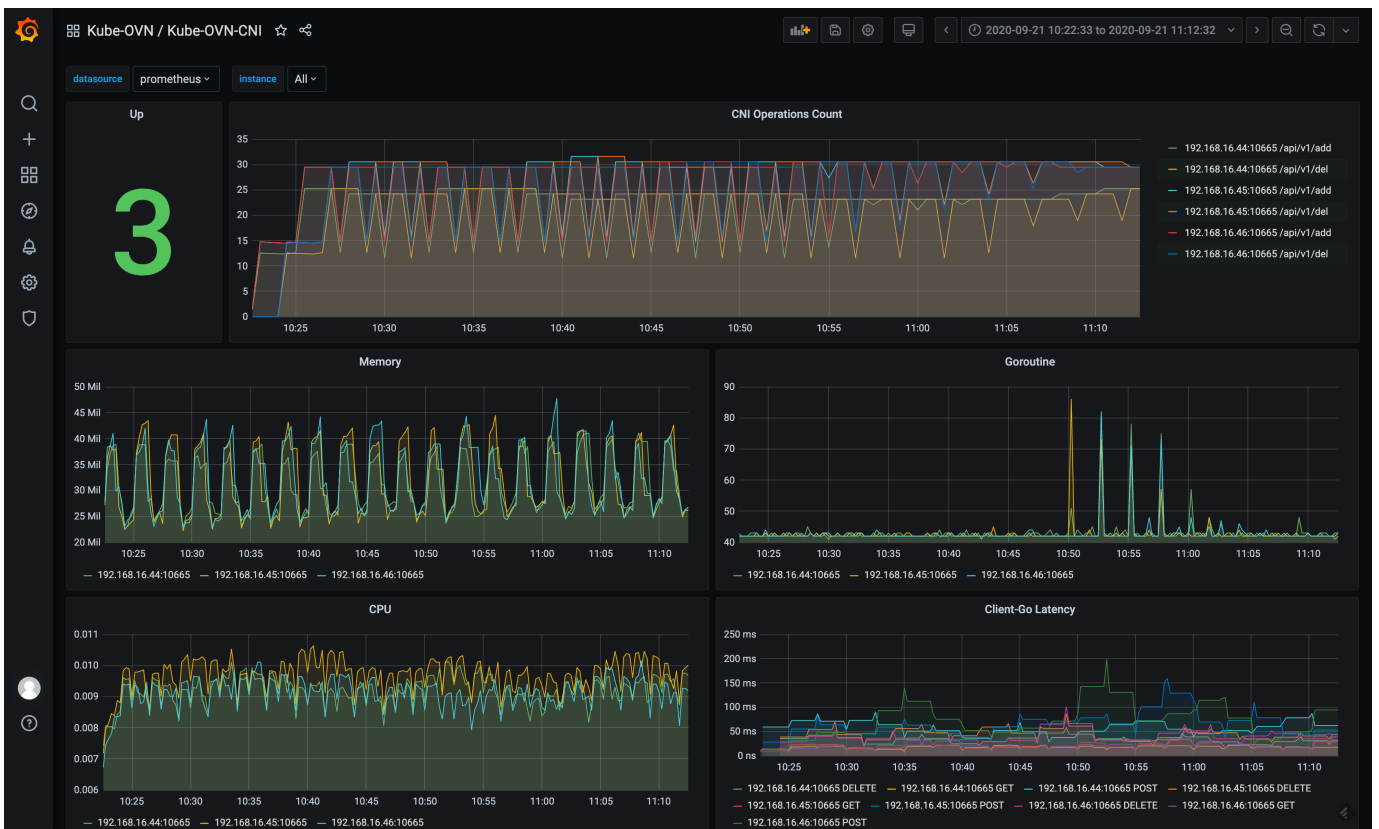 Kube-OVN / Kube-OVN-CNI
2020-09-21 10:22:33 to 2020-09-21 11:12:32
datasource prometheus instance All
Up
3
CNI Operations Count
35
30
25
20
15
10
5
0
10:25 10:30 10:35 10:40 10:45 10:50 10:55 11:00 11:05 11:10
192.168.16.44:10665 /api/v1/add
192.168.16.44:10665 /api/v1/del
192.168.16.45:10665 /api/v1/add
192.168.16.45:10665 /api/v1/del
192.168.16.46:10665 /api/v1/add
192.168.16.46:10665 /api/v1/del
Memory
50 Mil
45 Mil
40 Mil
35 Mil
30 Mil
25 Mil
20 Mil
10:25 10:30 10:35 10:40 10:45 10:50 10:55 11:00 11:05 11:10
192.168.16.44:10665 192.168.16.45:10665 192.168.16.46:10665
Goroutine
90
80
70
60
50
40
10:25 10:30 10:35 10:40 10:45 10:50 10:55 11:00 11:05 11:10
192.168.16.44:10665 192.168.16.45:10665 192.168.16.46:10665
CPU
0.011
0.010
0.009
0.008
0.007
0.006
10:25 10:30 10:35 10:40 10:45 10:50 10:55 11:00 11:05 11:10
192.168.16.44:10665 192.168.16.45:10665 192.168.16.46:10665
Client-Go Latency
250 ms
200 ms
150 ms
100 ms
50 ms
0 ns
10:25 10:30 10:35 10:40 10:45 10:50 10:55 11:00 11:05 11:10
192.168.16.44:10665 DELETE 192.168.16.44:10665 GET 192.168.16.44:10665 POST 192.168.16.45:10665 DELETE
192.168.16.45:10665 GET 192.168.16.45:10665 POST 192.168.16.46:10665 DELETE 192.168.16.46:10665 GET
192.168.16.46:10665 POST